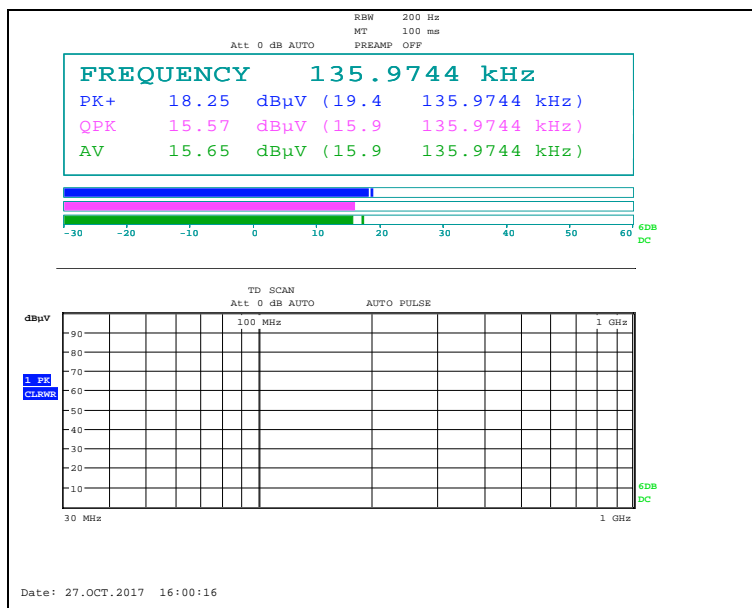 RBW 200 Hz
MT 100 ms
Att 0 dB AUTO PREAMP OFF
FREQUENCY 135.9744 kHz
PK+ 18.25 dBµV (19.4 135.9744 kHz)
QPK 15.57 dBµV (15.9 135.9744 kHz)
AV 15.65 dBµV (15.9 135.9744 kHz)
-30 -20 -10 0 10 20 30 40 50 60
6DB
DC
TD SCAN
Att 0 dB AUTO AUTO PULSE
dBµV
100 MHz 1 GHz
90
80
70
1 PK
CLRWR
60
50
40
30
20
10
6DB
DC
30 MHz 1 GHz
Date: 27.OCT.2017 16:00:16